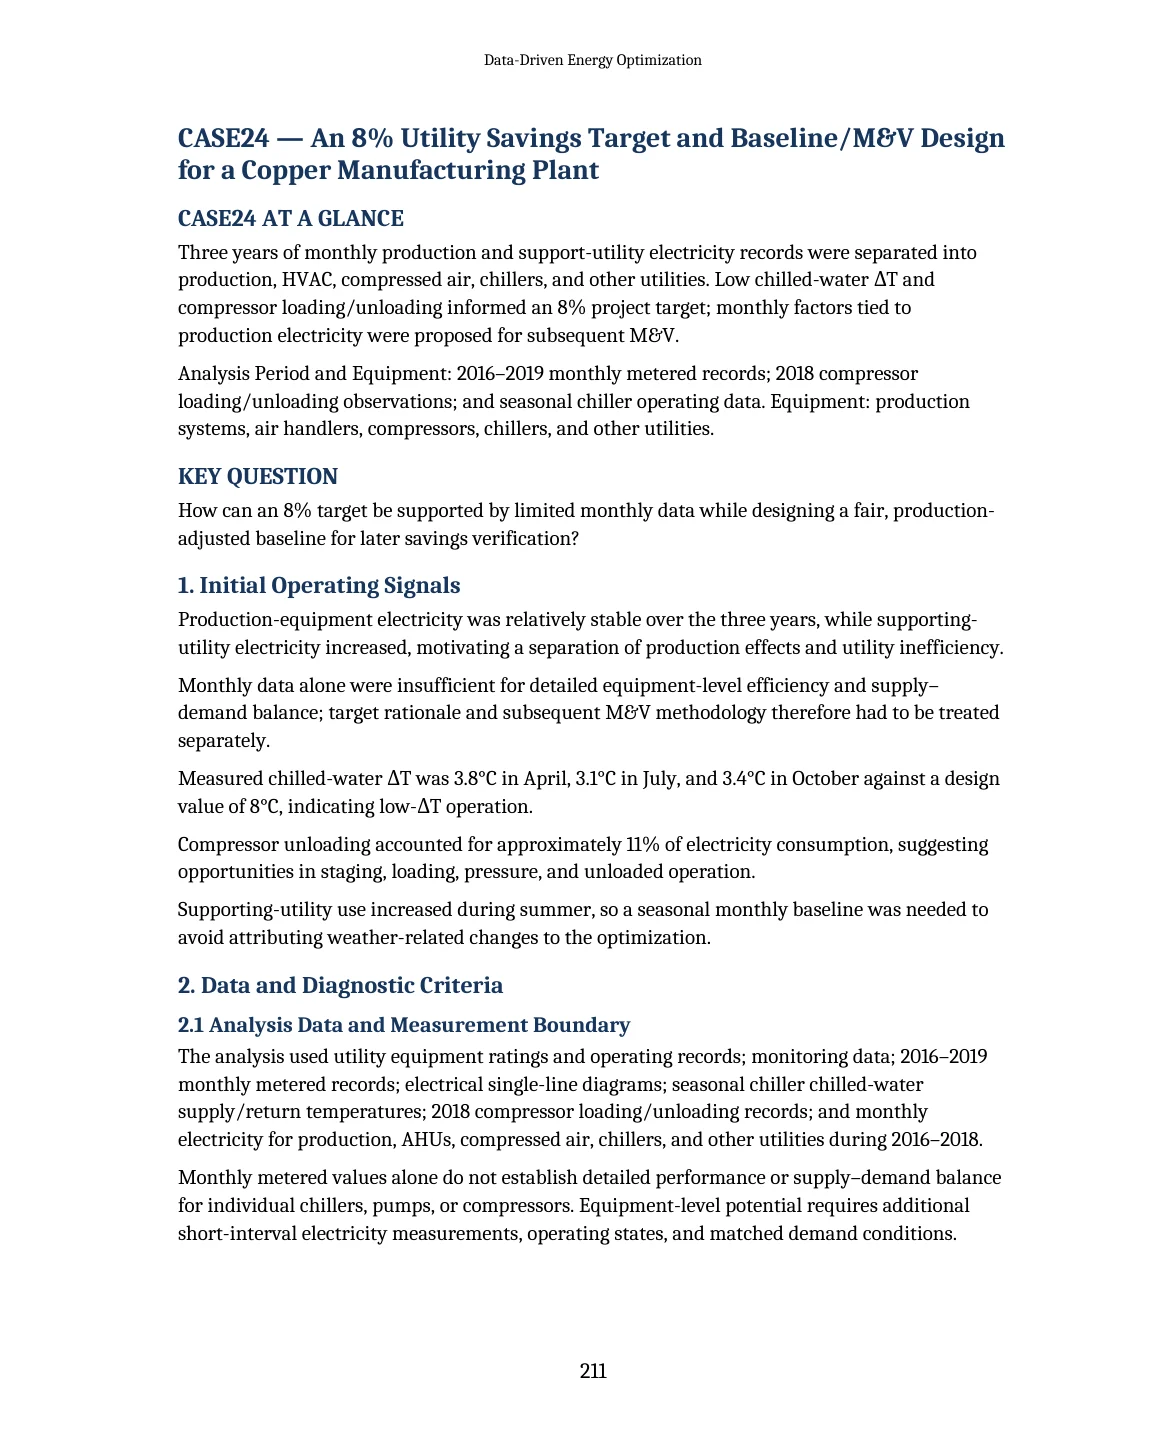 Data-Driven Energy Optimization
CASE24 — An 8% Utility Savings Target and Baseline/M&V Design
for a Copper Manufacturing Plant
CASE24 AT A GLANCE
Three years of monthly production and support-utility electricity records were separated into
production, HVAC, compressed air, chillers, and other utilities. Low chilled-water ΔT and
compressor loading/unloading informed an 8% project target; monthly factors tied to
production electricity were proposed for subsequent M&V.
Analysis Period and Equipment: 2016–2019 monthly metered records; 2018 compressor
loading/unloading observations; and seasonal chiller operating data. Equipment: production
systems, air handlers, compressors, chillers, and other utilities.
KEY QUESTION
How can an 8% target be supported by limited monthly data while designing a fair, production-
adjusted baseline for later savings verification?
1. Initial Operating Signals
Production-equipment electricity was relatively stable over the three years, while supporting-
utility electricity increased, motivating a separation of production effects and utility inefficiency.
Monthly data alone were insufficient for detailed equipment-level efficiency and supply–
demand balance; target rationale and subsequent M&V methodology therefore had to be treated
separately.
Measured chilled-water ΔT was 3.8°C in April, 3.1°C in July, and 3.4°C in October against a design
value of 8°C, indicating low-ΔT operation.
Compressor unloading accounted for approximately 11% of electricity consumption, suggesting
opportunities in staging, loading, pressure, and unloaded operation.
Supporting-utility use increased during summer, so a seasonal monthly baseline was needed to
avoid attributing weather-related changes to the optimization.
2. Data and Diagnostic Criteria
2.1 Analysis Data and Measurement Boundary
The analysis used utility equipment ratings and operating records; monitoring data; 2016–2019
monthly metered records; electrical single-line diagrams; seasonal chiller chilled-water
supply/return temperatures; 2018 compressor loading/unloading records; and monthly
electricity for production, AHUs, compressed air, chillers, and other utilities during 2016–2018.
Monthly metered values alone do not establish detailed performance or supply–demand balance
for individual chillers, pumps, or compressors. Equipment-level potential requires additional
short-interval electricity measurements, operating states, and matched demand conditions.
211